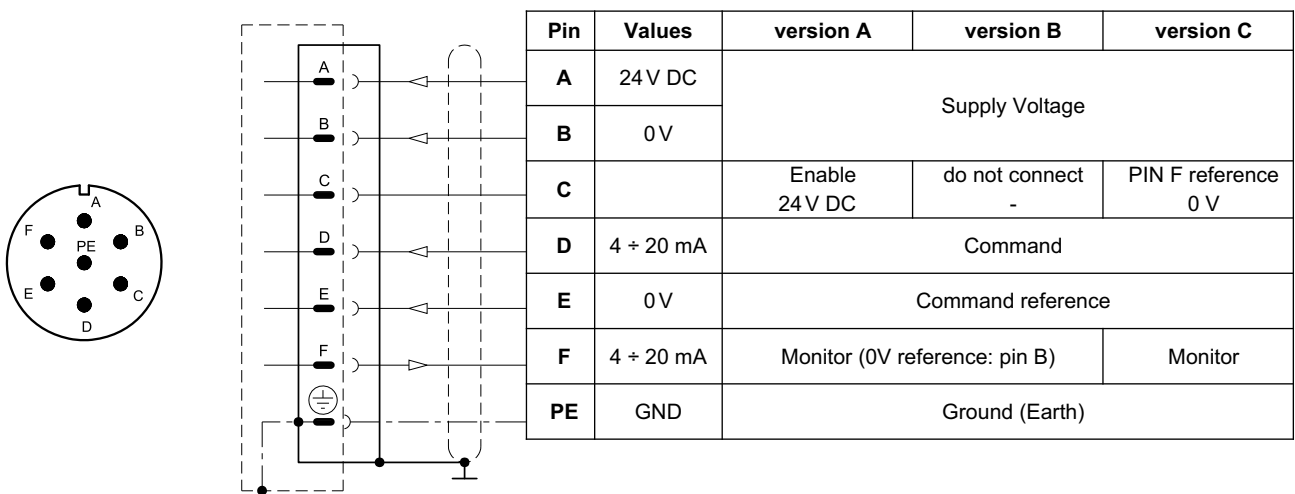 A
F
B
PE
E
C
D
A
B
C
D
E
F
Pin Values version A version B version C
A 24 V DC Supply Voltage
B 0 V
C Enable 24 V DC do not connect - PIN F reference 0 V
D 4 ÷ 20 mA Command
E 0 V Command reference
F 4 ÷ 20 mA Monitor (0V reference: pin B) Monitor
PE GND Ground (Earth)